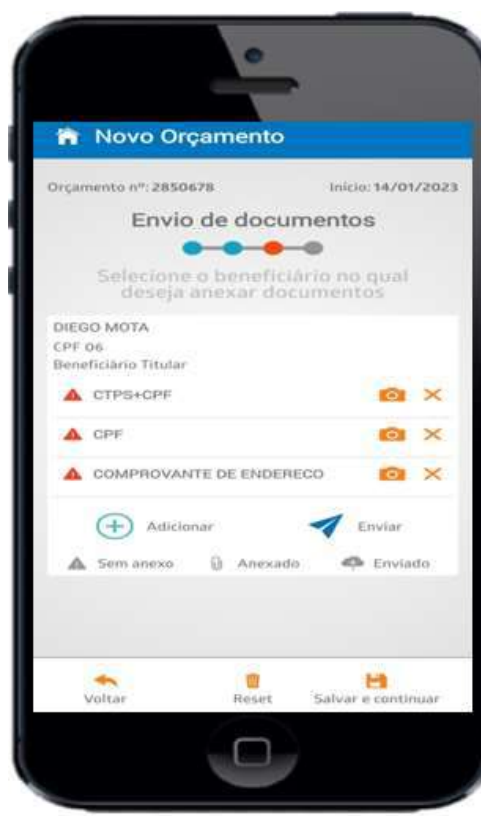 Novo Orçamento
Orçamento nº: 2850678 Início: 14/01/2023
Envio de documentos
Selecione o beneficiário no qual
deseja anexar documentos
DIEGO MOTA
CPF 06
Beneficiário Titular
CTPS+CPF
CPF
COMPROVANTE DE ENDERECO
Adicionar Enviar
Sem anexo Anexado Enviado
Voltar Reset Salvar e continuar